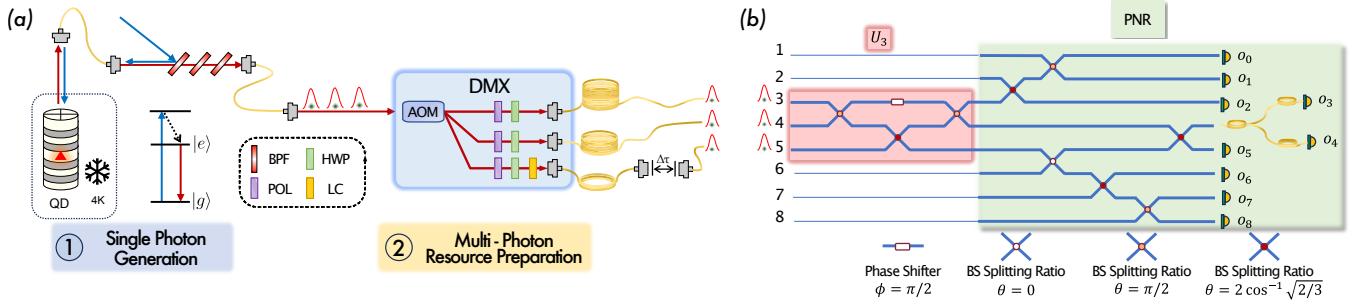 (a)
DMX
AOM
Δτ
QD
4K
|e⟩
|g⟩
BPF
HWP
POL
LC
1
Single Photon
Generation
2
Multi - Photon
Resource Preparation
(b)
U₃
PNR
1
2
3
4
5
6
7
8
o₀
o₁
o₂
o₃
o₄
o₅
o₆
o₇
o₈
Phase Shifter
ϕ = π/2
BS Splitting Ratio
θ = 0
BS Splitting Ratio
θ = π/2
BS Splitting Ratio
θ = 2 cos⁻¹ √2/3